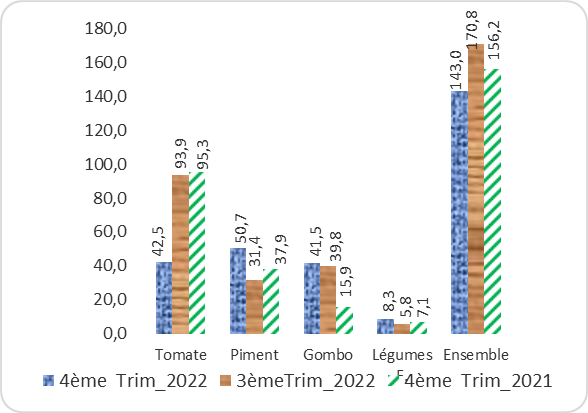 180,0
160,0
140,0
120,0
100,0
80,0
60,0
40,0
20,0
0,0
42,5 93,9 95,3
50,7 31,4 37,9
41,5 39,8 15,9
8,3 5,8 7,1
143,0 170,8 156,2
Tomate Piment Gombo Légumes Ensemble
4ème Trim_2022 3èmeTrim_2022 4ème Trim_2021